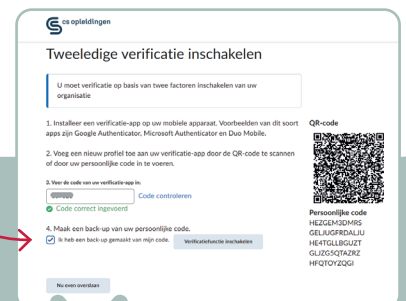 cs opleidingen
Tweeledige verificatie inschakelen
U moet verificatie op basis van twee factoren inschakelen van uw
organisatie
1. Installeer een verificatie-app op uw mobiele apparaat. Voorbeelden van dit soort
apps zijn Google Authenticator, Microsoft Authenticator en Duo Mobile.
2. Voeg een nieuw profiel toe aan uw verificatie-app door de QR-code te scannen
of door uw persoonlijke code in te voeren.
3. Voer de code van uw verificatie-app in:
Code controleren
Code correct ingevoerd
4. Maak een back-up van uw persoonlijke code.
Ik heb een back-up gemaakt van mijn code.
Verificatiefunctie inschakelen
Nu even overslaan
QR-code
Persoonlijke code
HEZGEM3DMRS
GELJUGFRDALJU
HE4TGLLBGUZT
GLJZG5QTAZRZ
HFQTOYZQGI